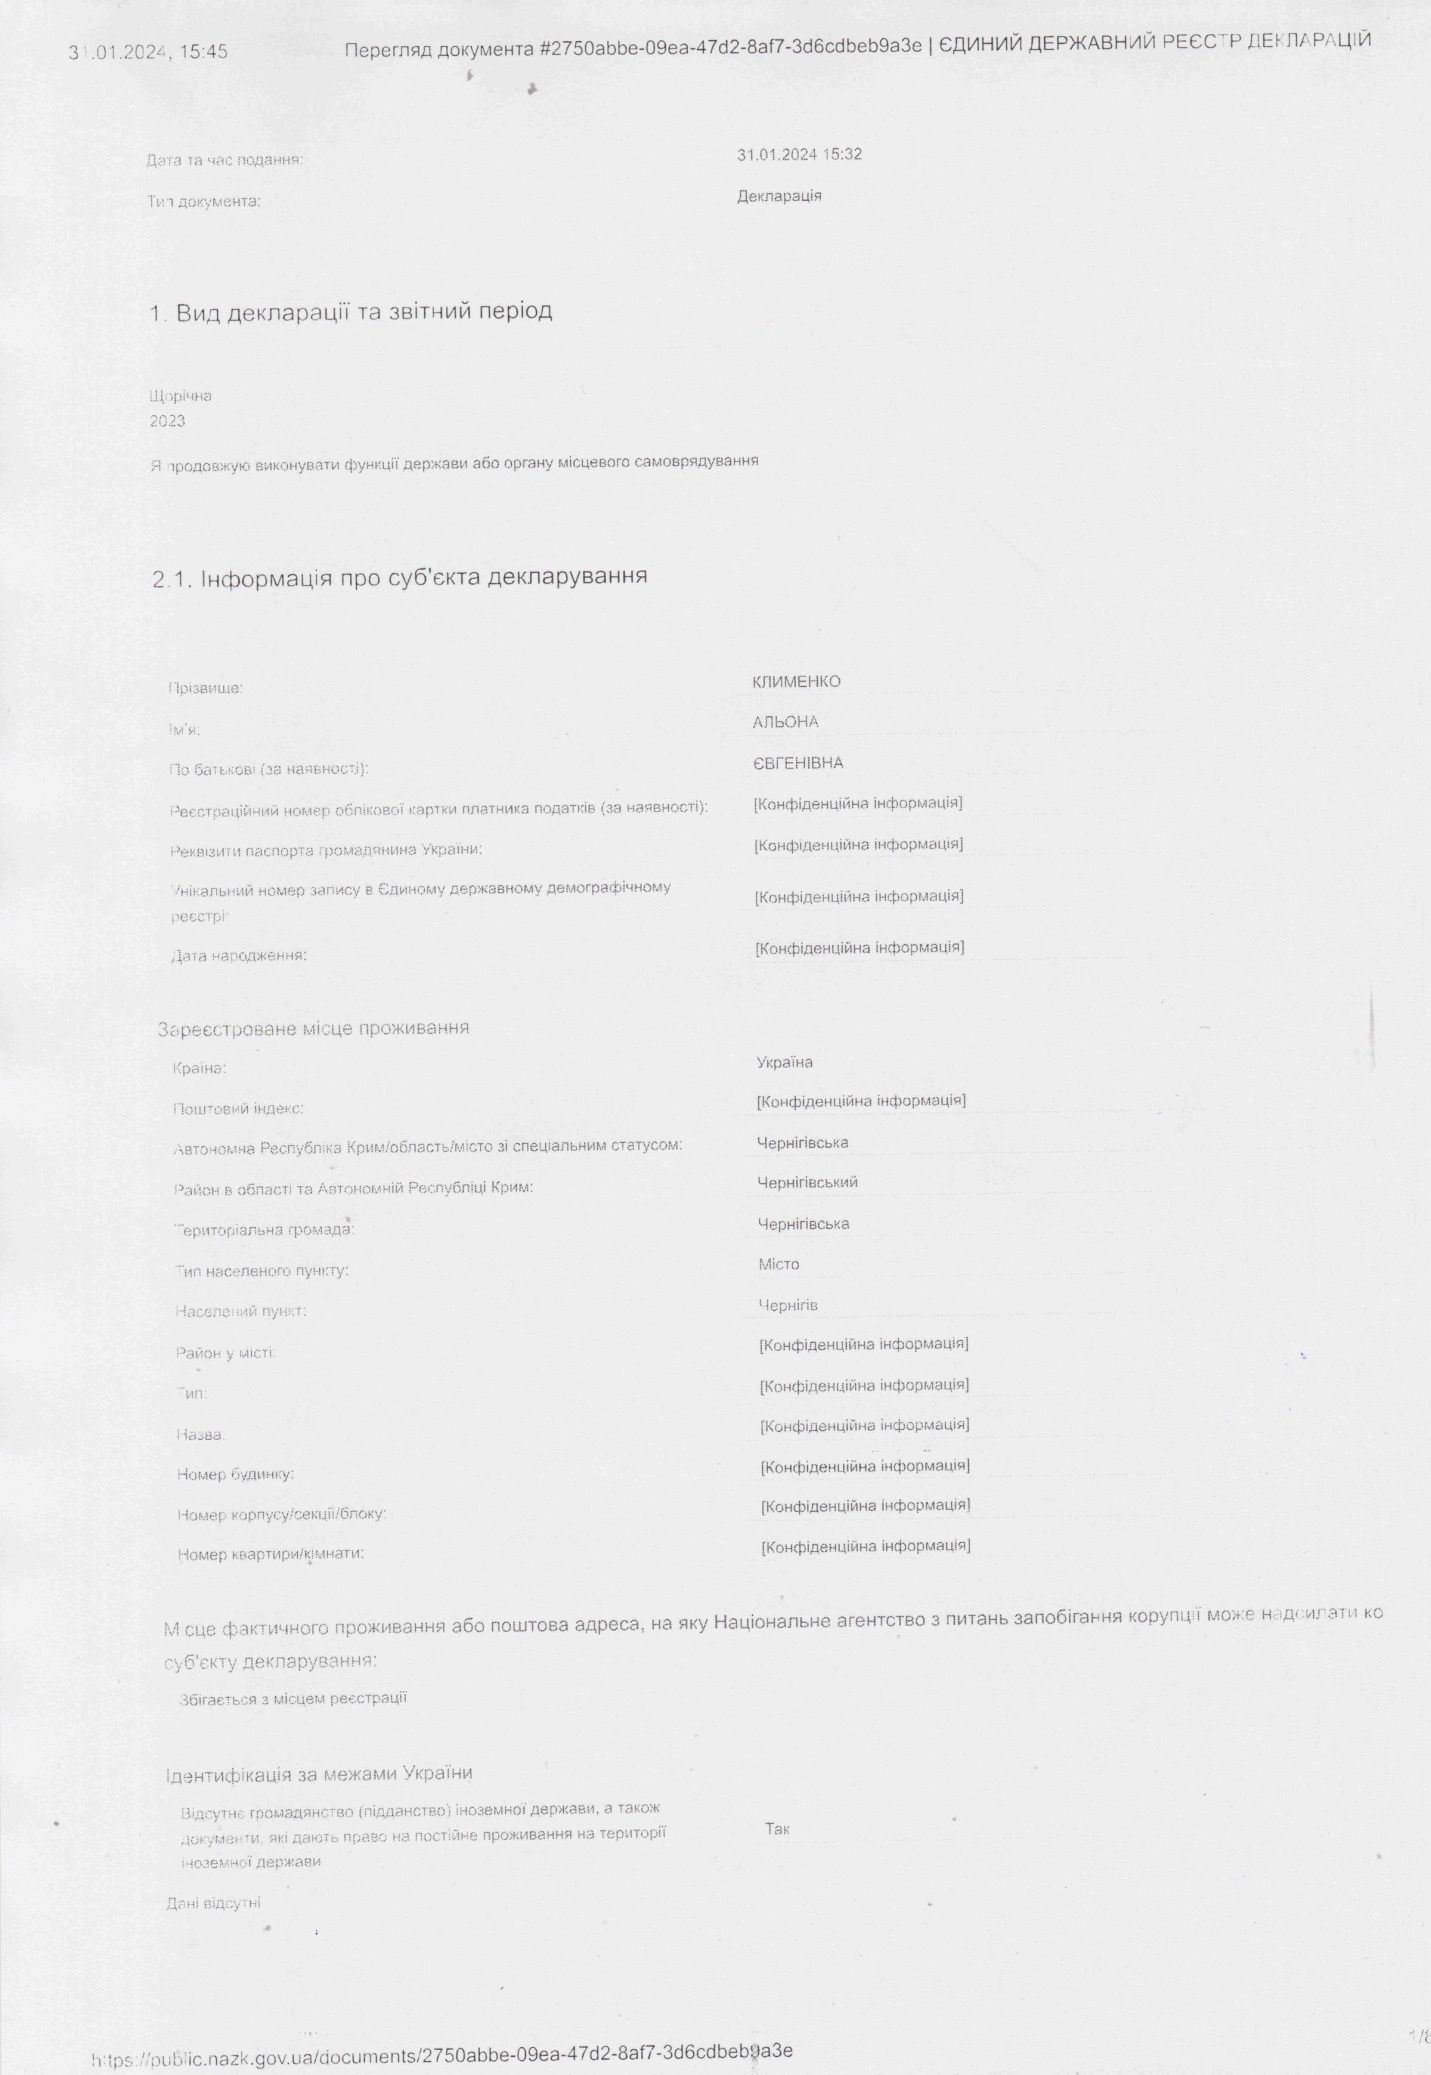 31.01.2024, 15:45 Перегляд документа #2750abbe-09ea-47d2-8af7-3d6cdbeb9a3e | ЄДИНИЙ ДЕРЖАВНИЙ РЕЄСТР ДЕКЛАРАЦІЙ
Дата та час подання: 31.01.2024 15:32
Тип документа: Декларація
1. Вид декларації та звітний період
Щорічна
2023
Я продовжую виконувати функції держави або органу місцевого самоврядування
2.1. Інформація про суб'єкта декларування
Прізвище: КЛИМЕНКО
Ім'я: АЛЬОНА
По батькові (за наявності): ЄВГЕНІВНА
Реєстраційний номер облікової картки платника податків (за наявності): [Конфіденційна інформація]
Реквізити паспорта громадянина України: [Конфіденційна інформація]
Унікальний номер запису в Єдиному державному демографічному
реєстрі: [Конфіденційна інформація]
Дата народження: [Конфіденційна інформація]
Зареєстроване місце проживання
Країна: Україна
Поштовий індекс: [Конфіденційна інформація]
Автономна Республіка Крим/область/місто зі спеціальним статусом: Чернігівська
Район в області та Автономній Республіці Крим: Чернігівський
Територіальна громада: Чернігівська
Тип населеного пункту: Місто
Населений пункт: Чернігів
Район у місті: [Конфіденційна інформація]
Тип: [Конфіденційна інформація]
Назва: [Конфіденційна інформація]
Номер будинку: [Конфіденційна інформація]
Номер корпусу/секції/блоку: [Конфіденційна інформація]
Номер квартири/кімнати: [Конфіденційна інформація]
Місце фактичного проживання або поштова адреса, на яку Національне агентство з питань запобігання корупції може надсилати ко
суб'єкту декларування:
Збігається з місцем реєстрації
Ідентифікація за межами України
Відсутнє громадянство (підданство) іноземної держави, а також
документи, які дають право на постійне проживання на території Так
іноземної держави
Дані відсутні
1/8
https://public.nazk.gov.ua/documents/2750abbe-09ea-47d2-8af7-3d6cdbeb9a3e